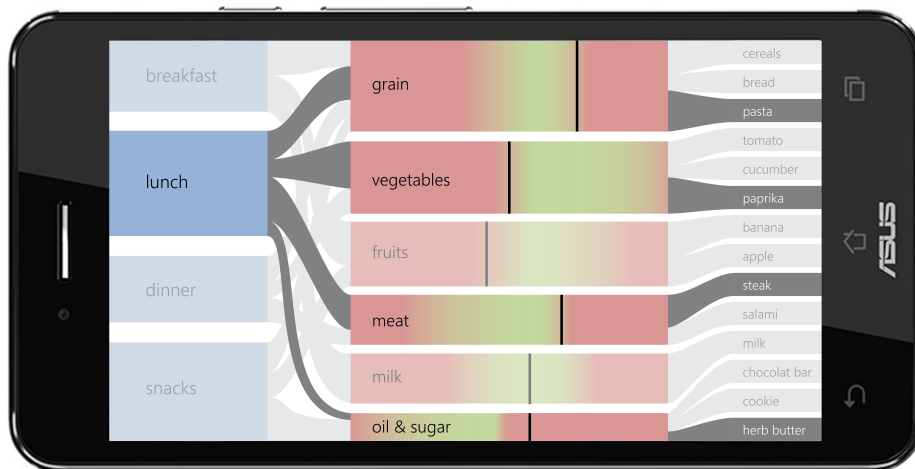 breakfast
lunch
dinner
snacks
grain
vegetables
fruits
meat
milk
oil & sugar
cereals
bread
pasta
tomato
cucumber
paprika
banana
apple
steak
salami
milk
chocolat bar
cookie
herb butter
ASUS